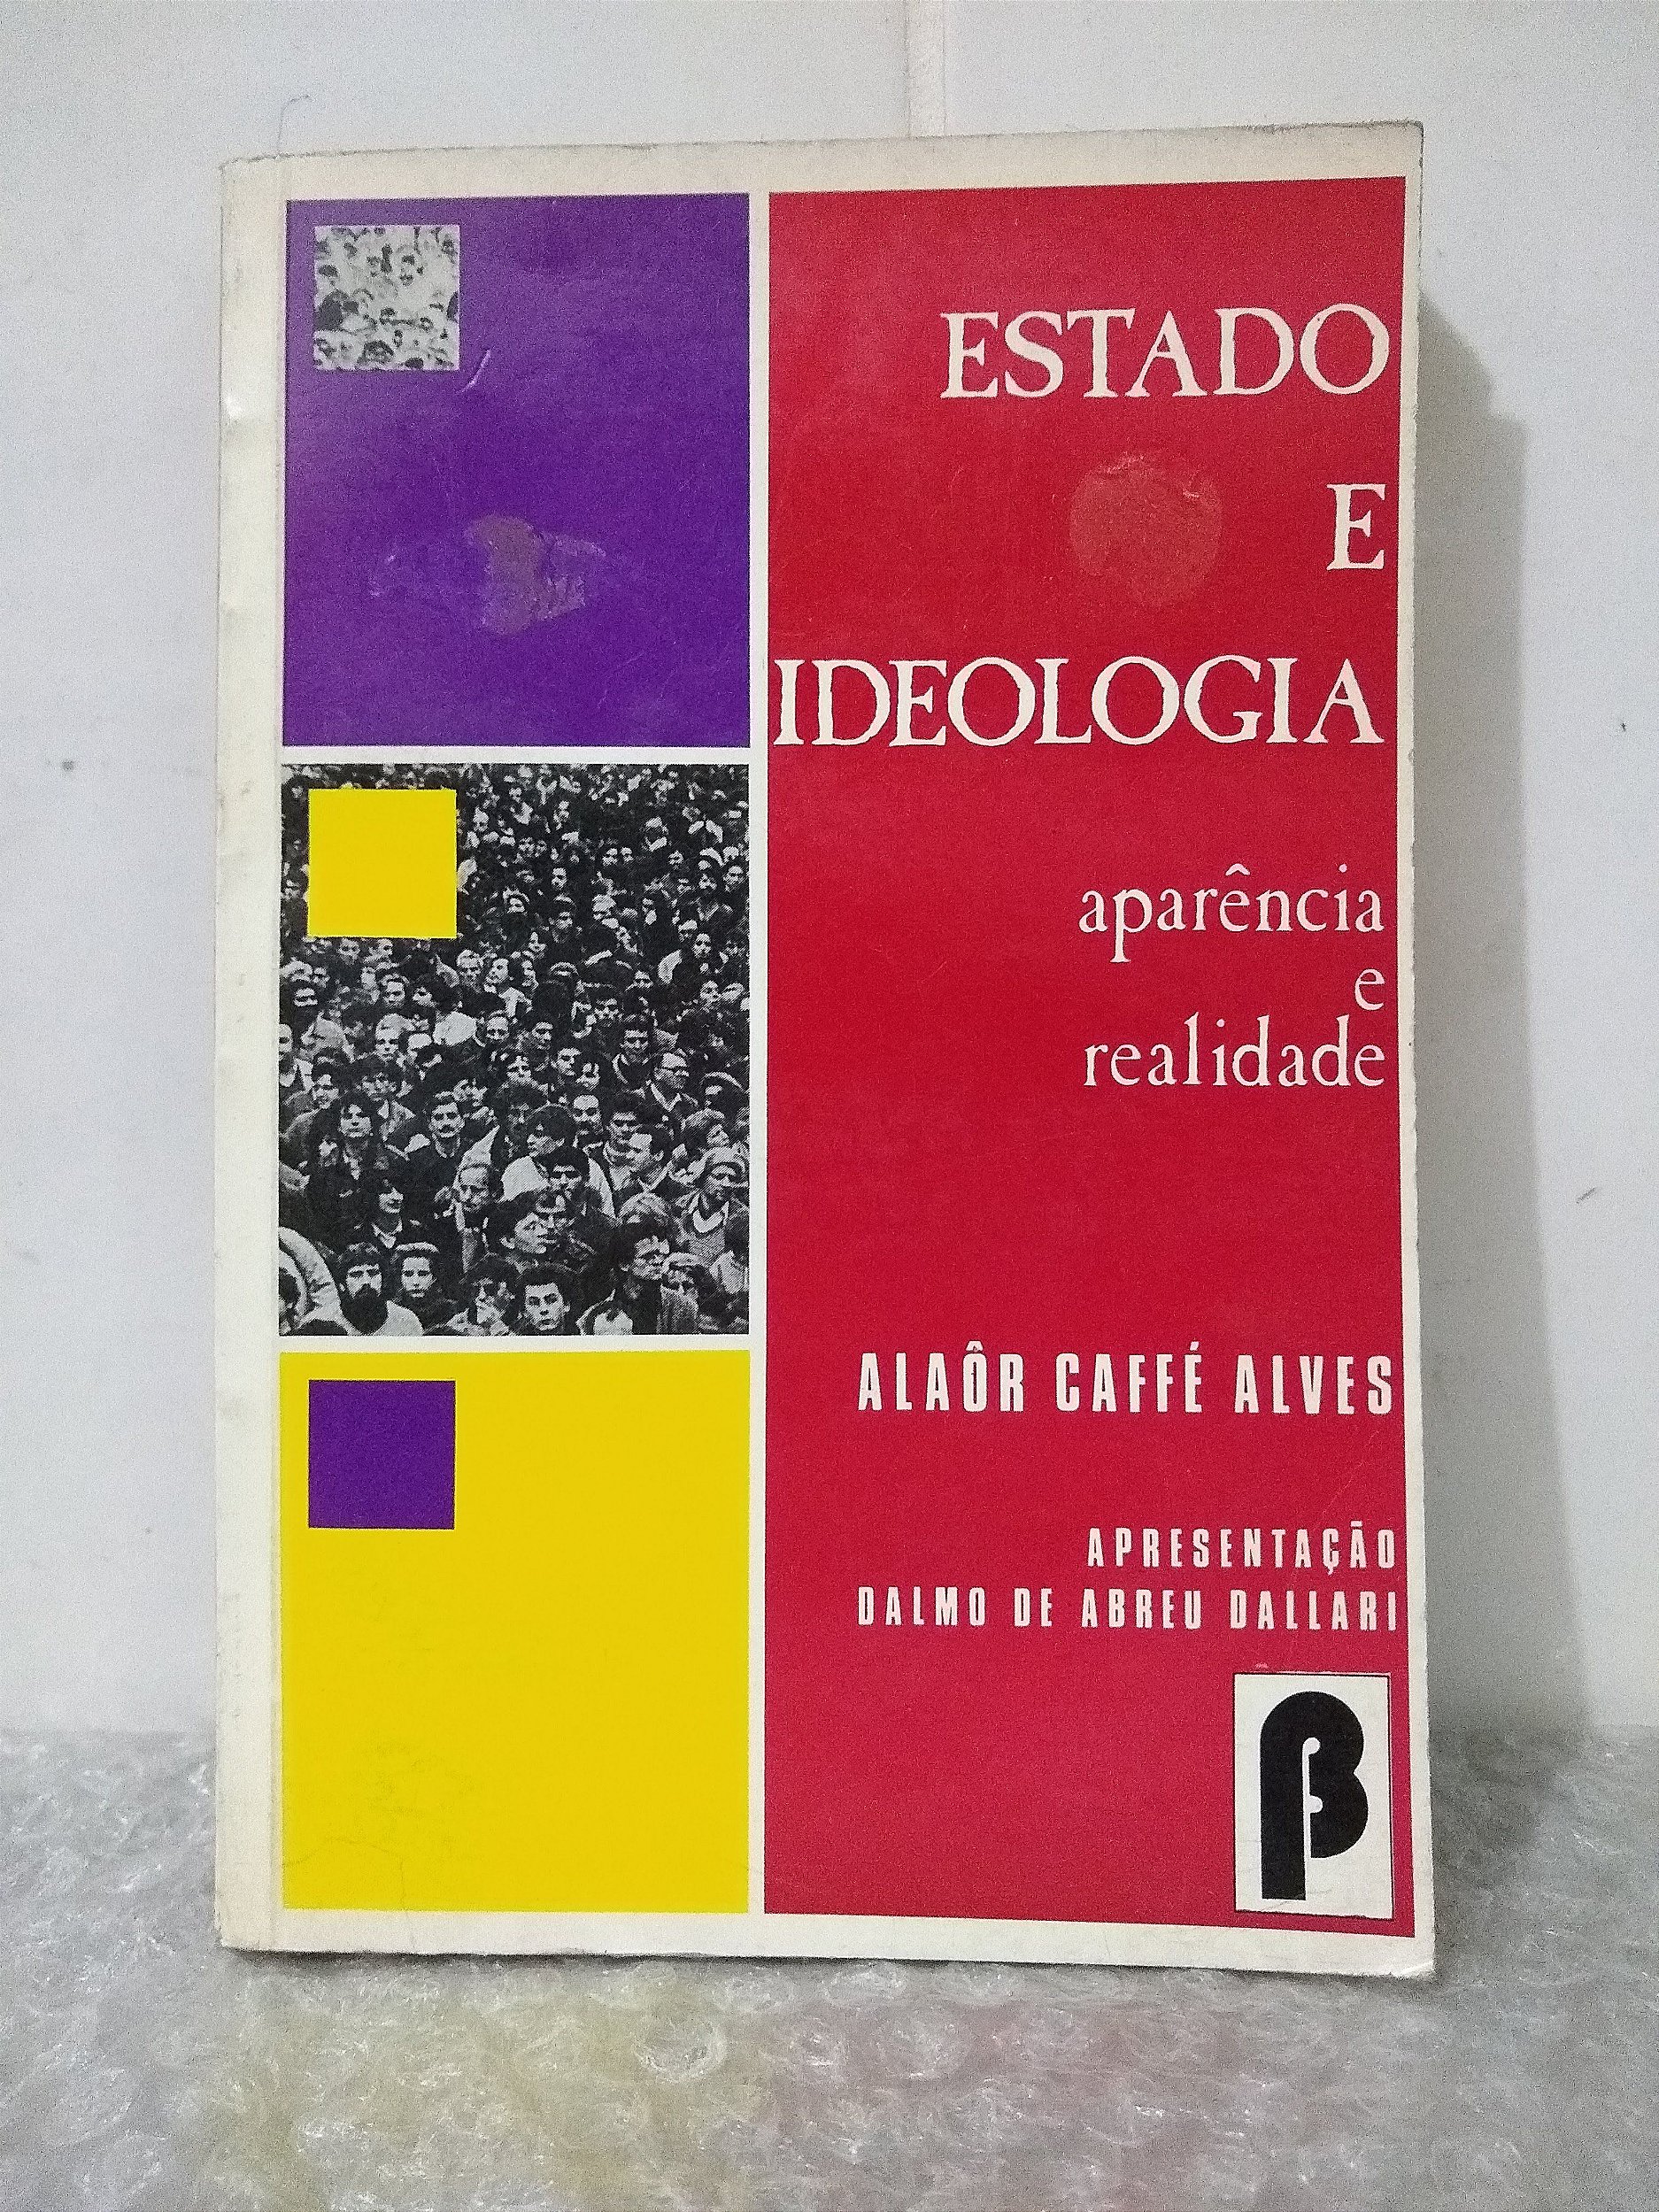 ESTADO
E
IDEOLOGIA
aparência
e
realidade
ALAÔR CAFFÉ ALVES
APRESENTAÇÃO
DALMO DE ABREU DALLARI